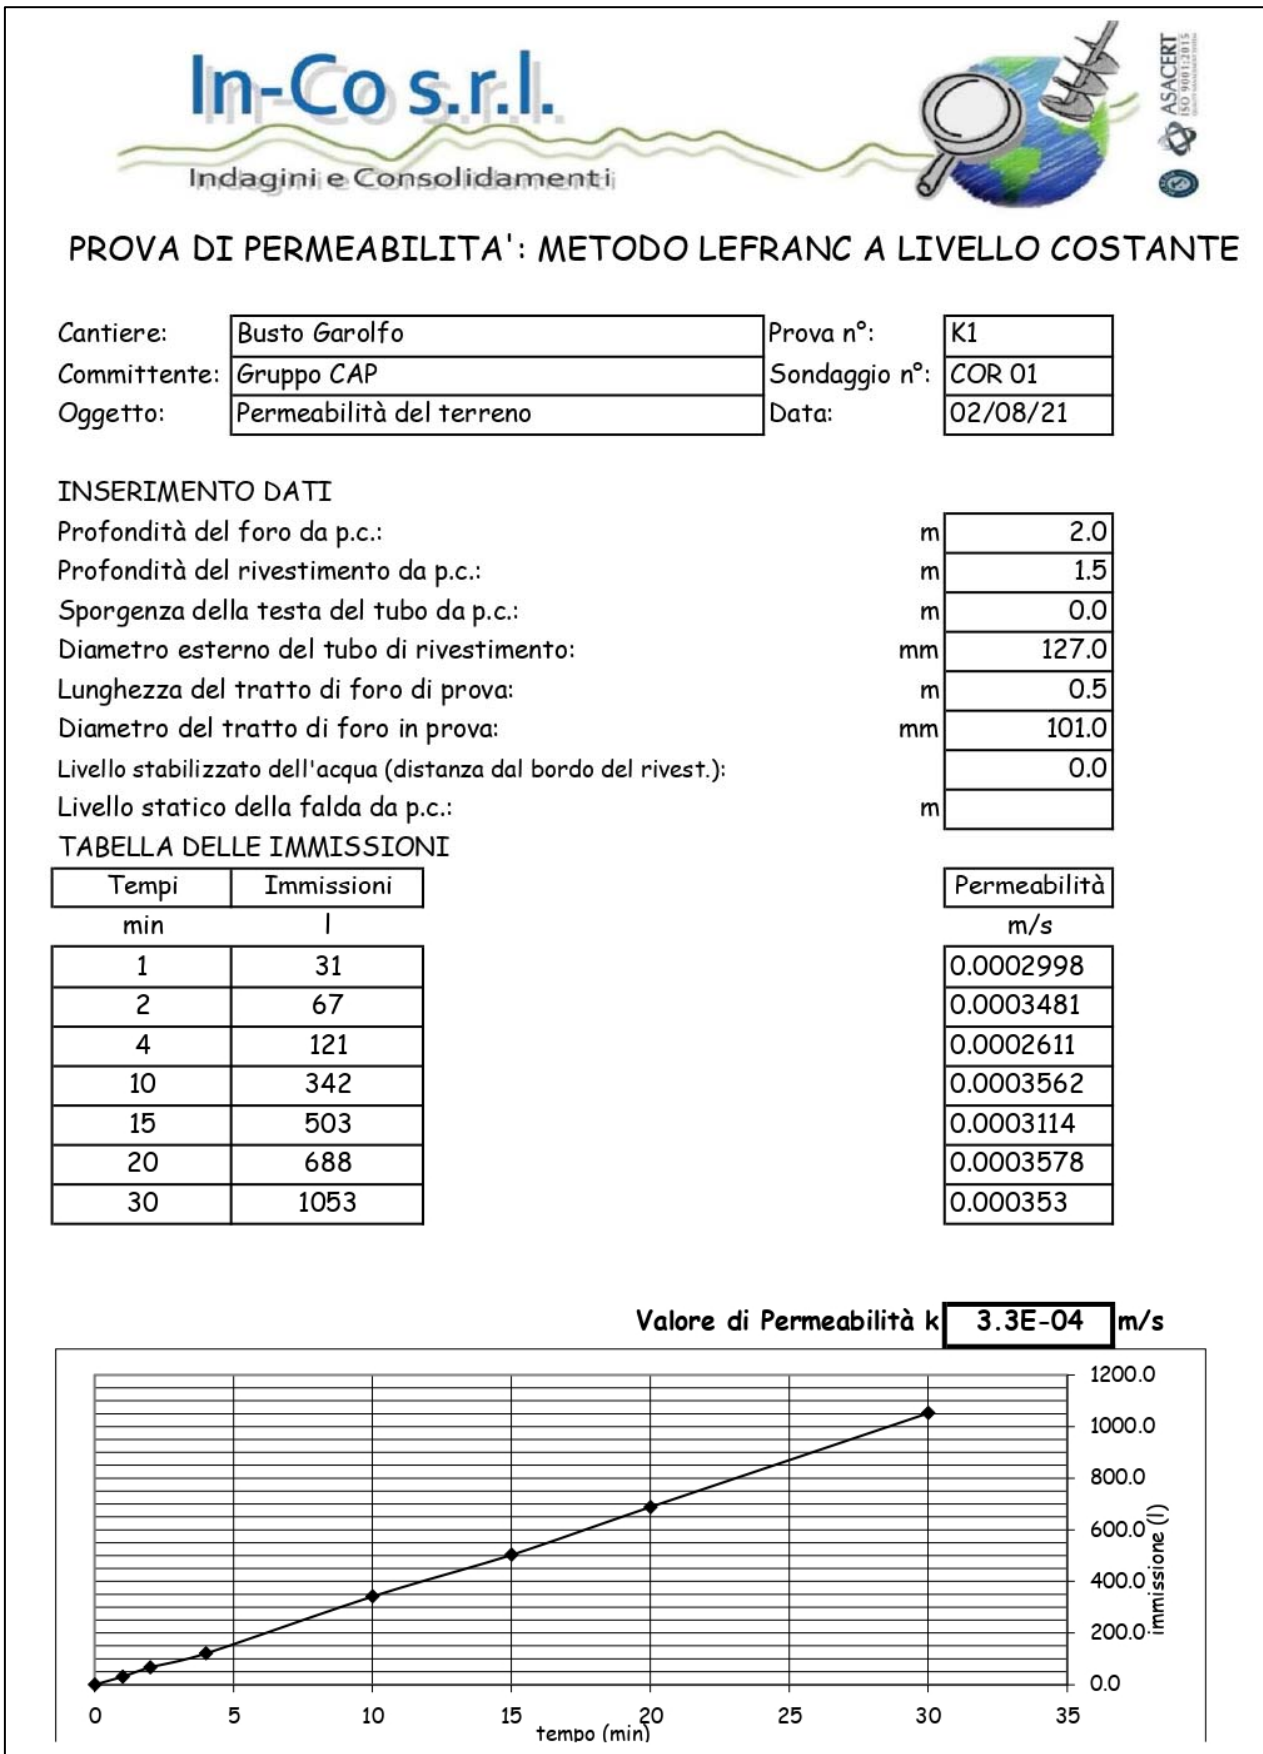 In-Co s.r.l.
Indagini e Consolidamenti
ASACERT
ISO 9001:2015
PROVA DI PERMEABILITA': METODO LEFRANC A LIVELLO COSTANTE
Cantiere: Busto Garolfo Prova n°: K1
Committente: Gruppo CAP Sondaggio n°: COR 01
Oggetto: Permeabilità del terreno Data: 02/08/21
INSERIMENTO DATI
Profondità del foro da p.c.: m 2.0
Profondità del rivestimento da p.c.: m 1.5
Sporgenza della testa del tubo da p.c.: m 0.0
Diametro esterno del tubo di rivestimento: mm 127.0
Lunghezza del tratto di foro di prova: m 0.5
Diametro del tratto di foro in prova: mm 101.0
Livello stabilizzato dell'acqua (distanza dal bordo del rivest.): 0.0
Livello statico della falda da p.c.: m
TABELLA DELLE IMMISSIONI
Tempi Immissioni Permeabilità
min l m/s
1 31 0.0002998
2 67 0.0003481
4 121 0.0002611
10 342 0.0003562
15 503 0.0003114
20 688 0.0003578
30 1053 0.000353
Valore di Permeabilità k 3.3E-04 m/s
1200.0
1000.0
800.0
600.0
400.0
200.0
0.0
immissione (l)
0 5 10 15 20 25 30 35
tempo (min)